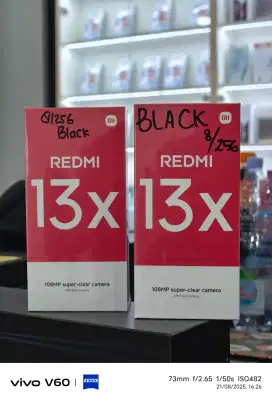 8/256
Black
mi
REDMI
13x
108MP super-clear camera
BLACK
8/256
mi
REDMI
13x
108MP super-clear camera
vivo V60
ZEISS
73mm f/2.65 1/50s ISO482
21/08/2025, 16.26